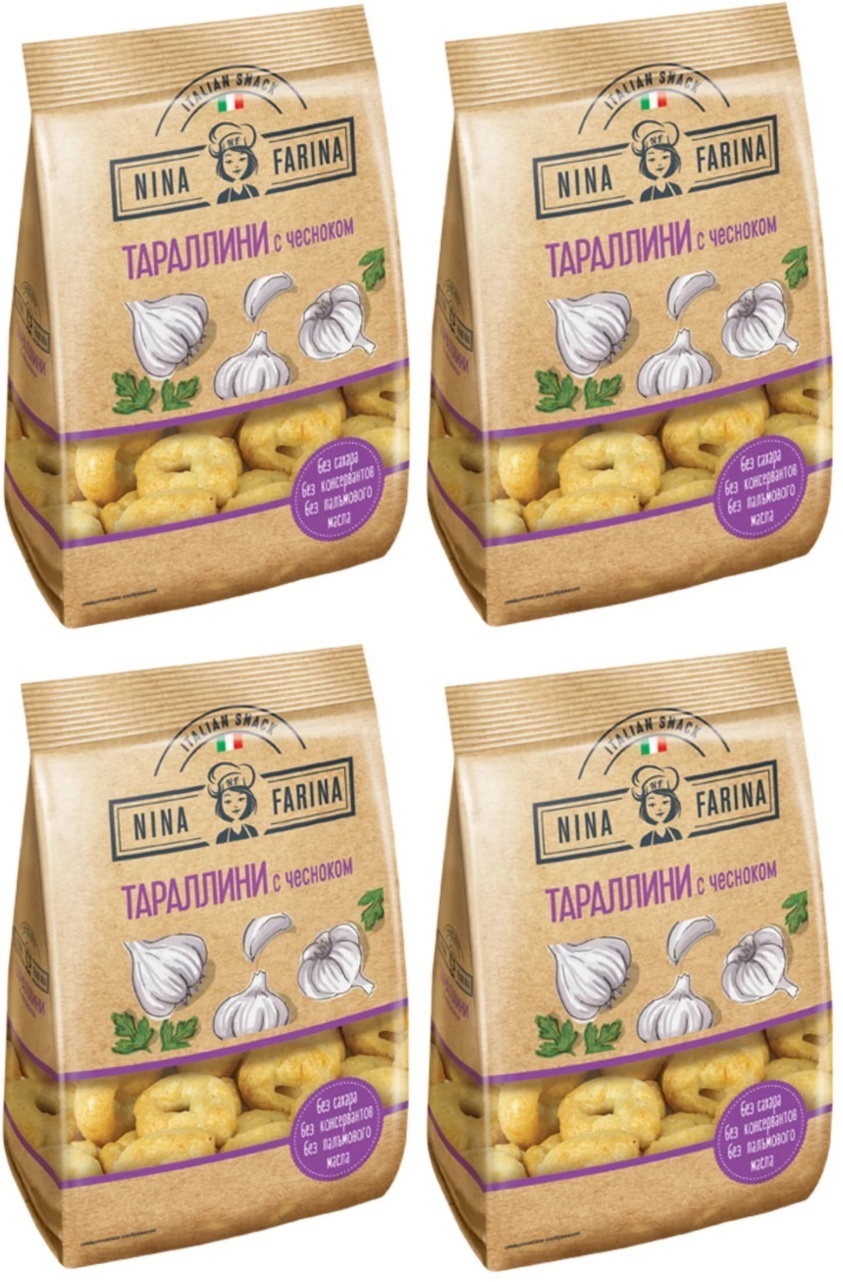 ITALIAN SNACK
NINA FARINA
ТАРАЛЛИНИ с чесноком
без сахара
без консервантов
без пальмового
масла
ITALIAN SNACK
NINA FARINA
ТАРАЛЛИНИ с чесноком
без сахара
без консервантов
без пальмового
масла
ITALIAN SNACK
NINA FARINA
ТАРАЛЛИНИ с чесноком
без сахара
без консервантов
без пальмового
масла
ITALIAN SNACK
NINA FARINA
ТАРАЛЛИНИ с чесноком
без сахара
без консервантов
без пальмового
масла